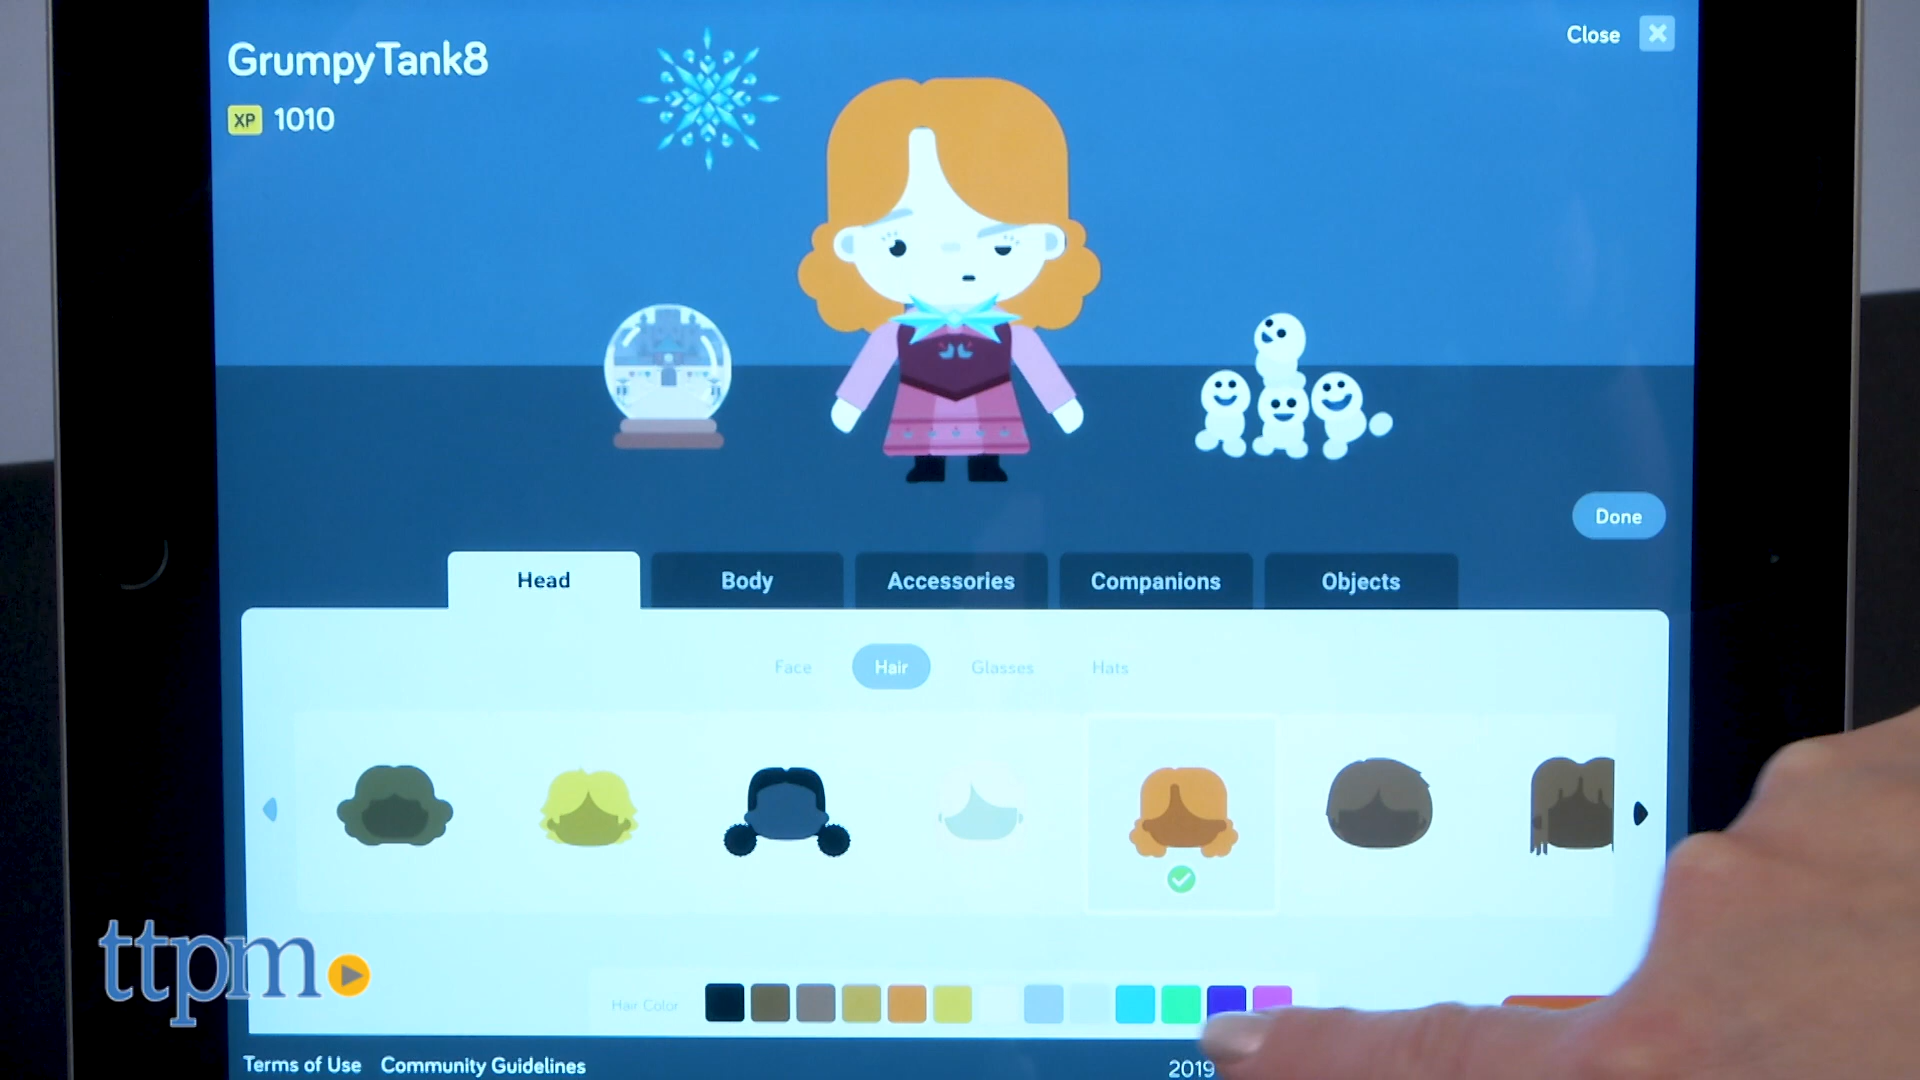 GrumpyTank8
Close
XP 1010
Done
Head
Body
Accessories
Companions
Objects
Face
Hair
Glasses
Hats
ttpm
Hair Color
Terms of Use
Community Guidelines
2019